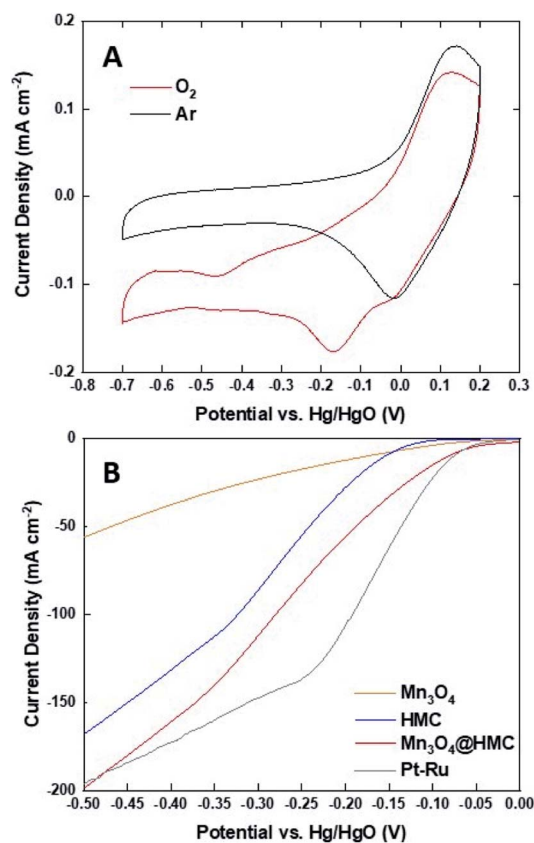 A
O₂
Ar
Current Density (mA cm⁻²)
0.2
0.1
0.0
-0.1
-0.2
-0.8 -0.7 -0.6 -0.5 -0.4 -0.3 -0.2 -0.1 0.0 0.1 0.2 0.3
Potential vs. Hg/HgO (V)
B
Current Density (mA cm⁻²)
0
-50
-100
-150
-200
Mn₃O₄
HMC
Mn₃O₄@HMC
Pt-Ru
-0.50 -0.45 -0.40 -0.35 -0.30 -0.25 -0.20 -0.15 -0.10 -0.05 0.00
Potential vs. Hg/HgO (V)